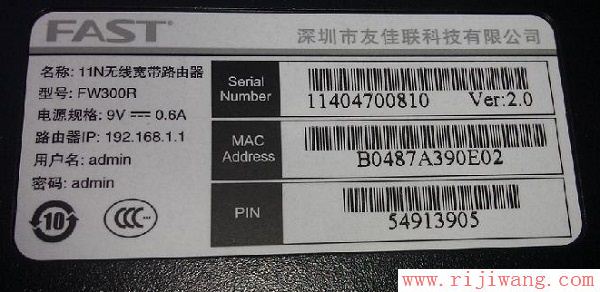 FAST®
深圳市友佳联科技有限公司
名称: 11N无线宽带路由器
型号: FW300R
电源规格: 9V ⎓ 0.6A
路由器IP: 192.168.1.1
用户名: admin
密码: admin
10
CCC
Serial
Number
11404700810 Ver:2.0
MAC
Address
B0487A390E02
PIN
54913905
www.rijiwang.com